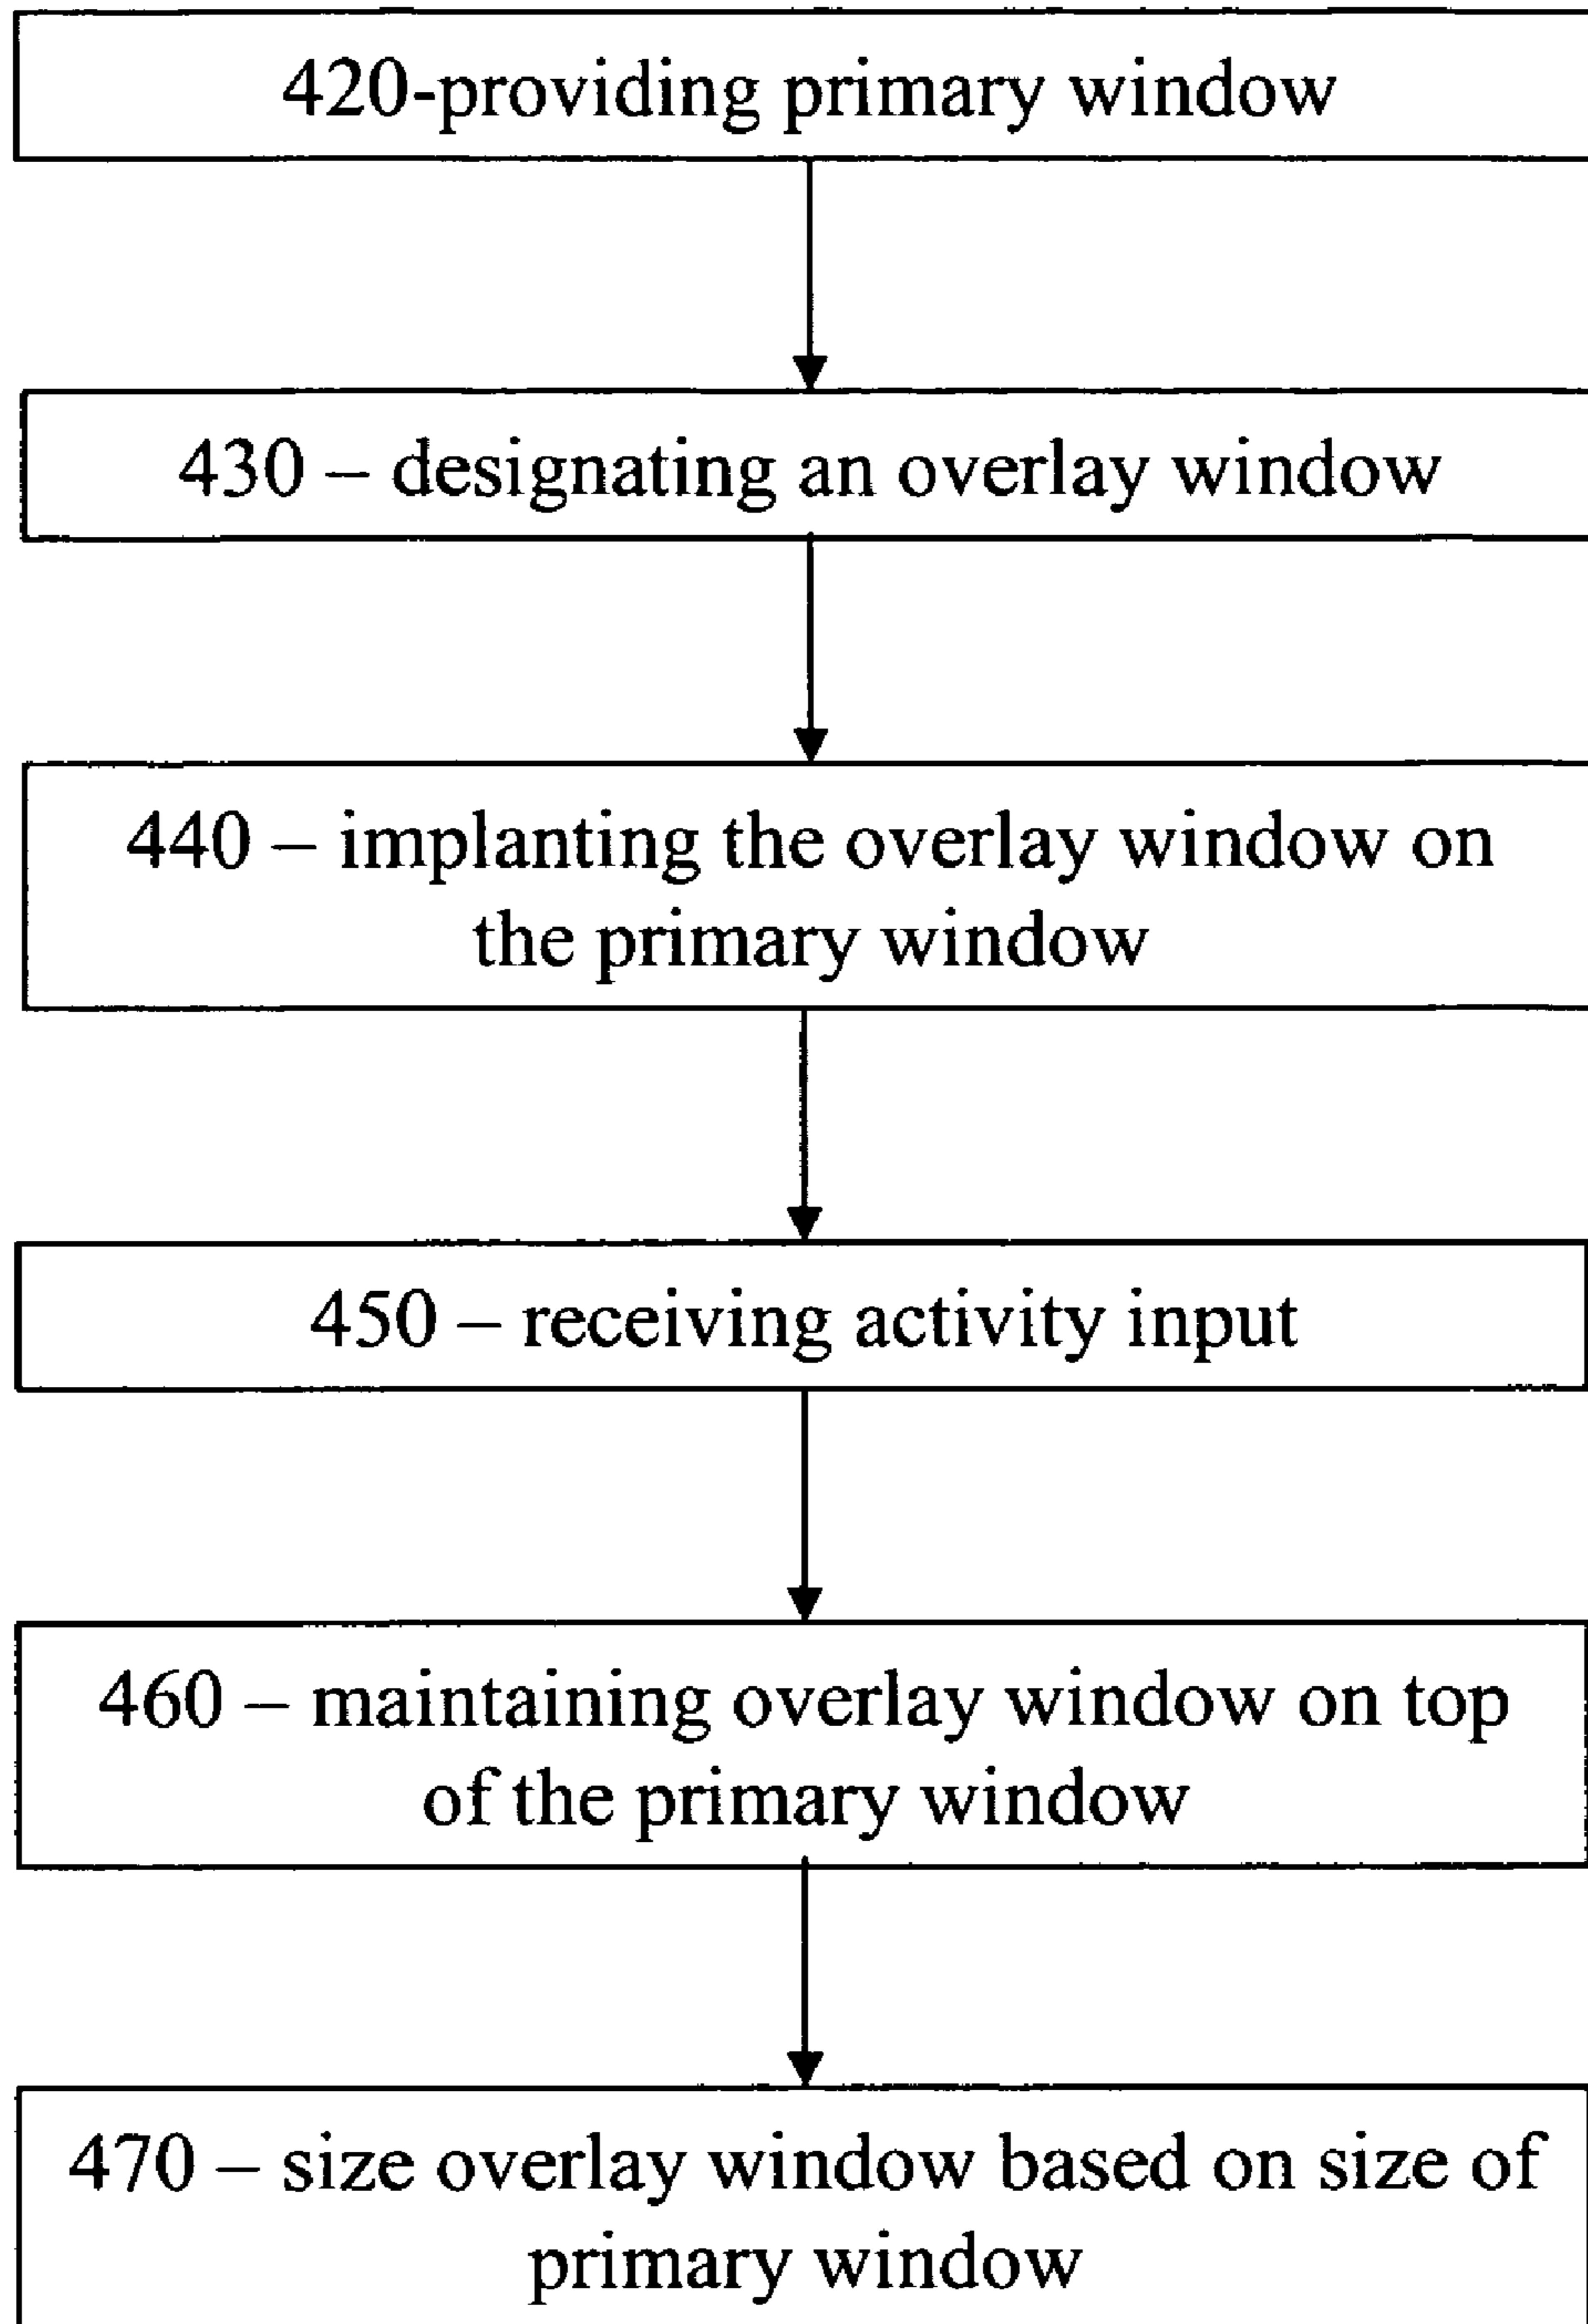 420-providing primary window
430 – designating an overlay window
440 – implanting the overlay window on
the primary window
450 – receiving activity input
460 – maintaining overlay window on top
of the primary window
470 – size overlay window based on size of
primary window